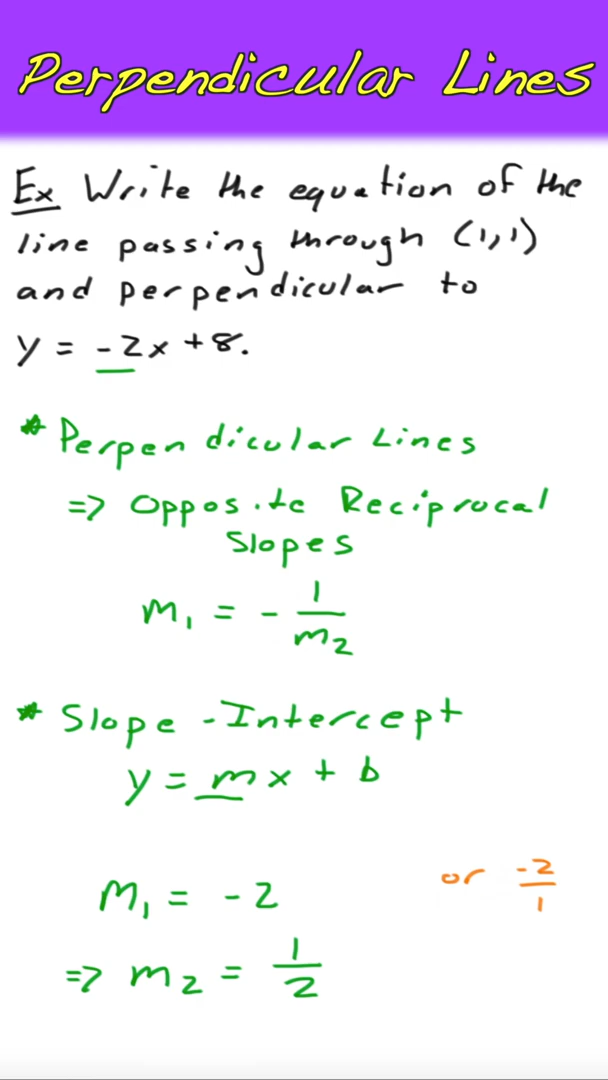 Perpendicular Lines
Ex Write the equation of the
line passing through (1,1)
and perpendicular to
y = -2x + 8.
* Perpendicular Lines
=> Opposite Reciprocal
Slopes
m₁ = - 1/m₂
* Slope-Intercept
y = mx + b
m₁ = -2 or -2/1
=> m₂ = 1/2